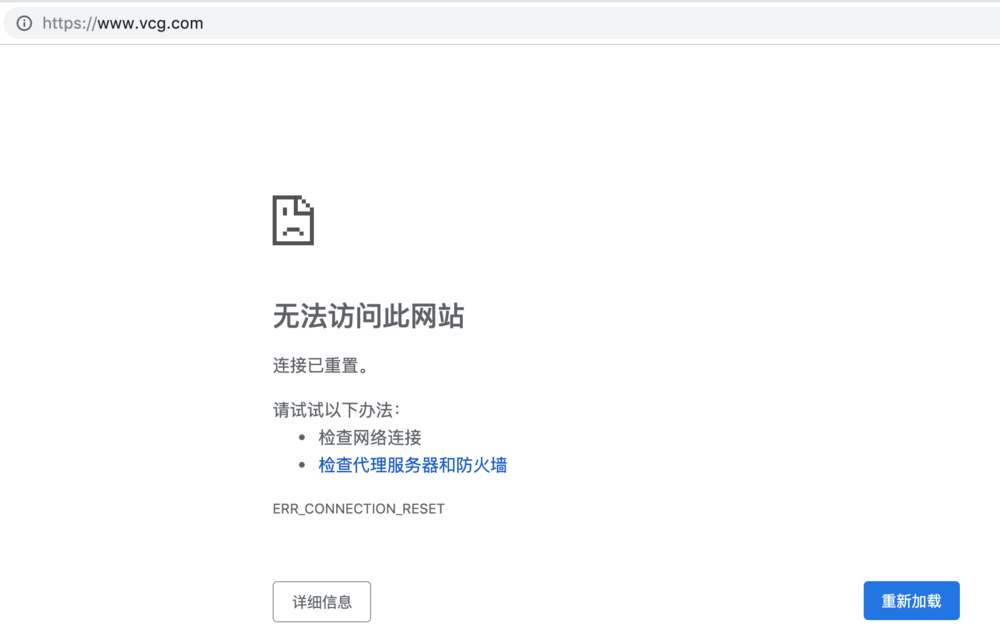 https://www.vcg.com
无法访问此网站
连接已重置。
请试试以下办法：
• 检查网络连接
• 检查代理服务器和防火墙
ERR_CONNECTION_RESET
详细信息
重新加载